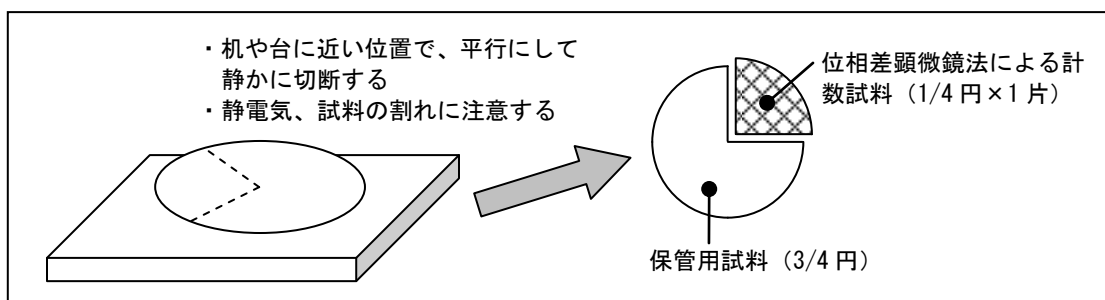 ・机や台に近い位置で、平行にして
静かに切断する
・静電気、試料の割れに注意する
位相差顕微鏡法による計
数試料（1/4 円×1 片）
保管用試料（3/4 円）